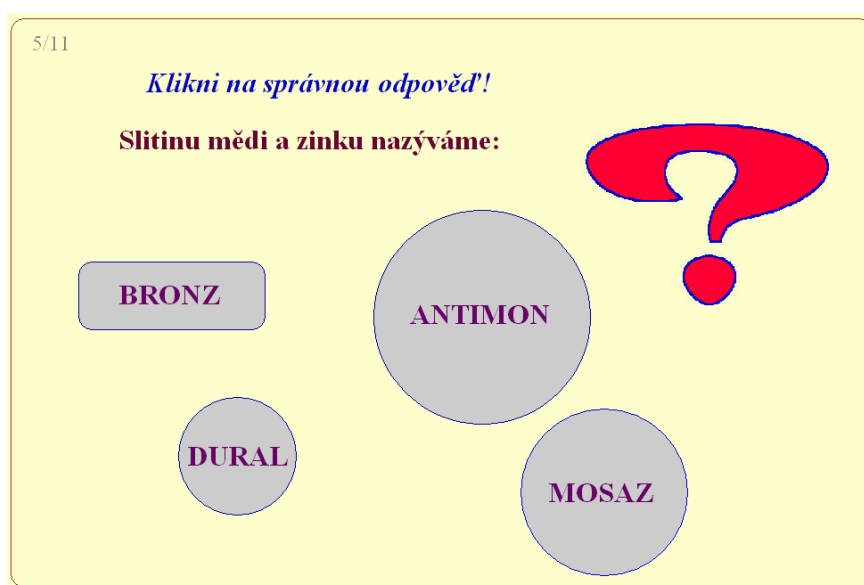 5/11
Klikni na správnou odpověď!
Slitinu mědi a zinku nazýváme:
BRONZ
ANTIMON
DURAL
MOSAZ